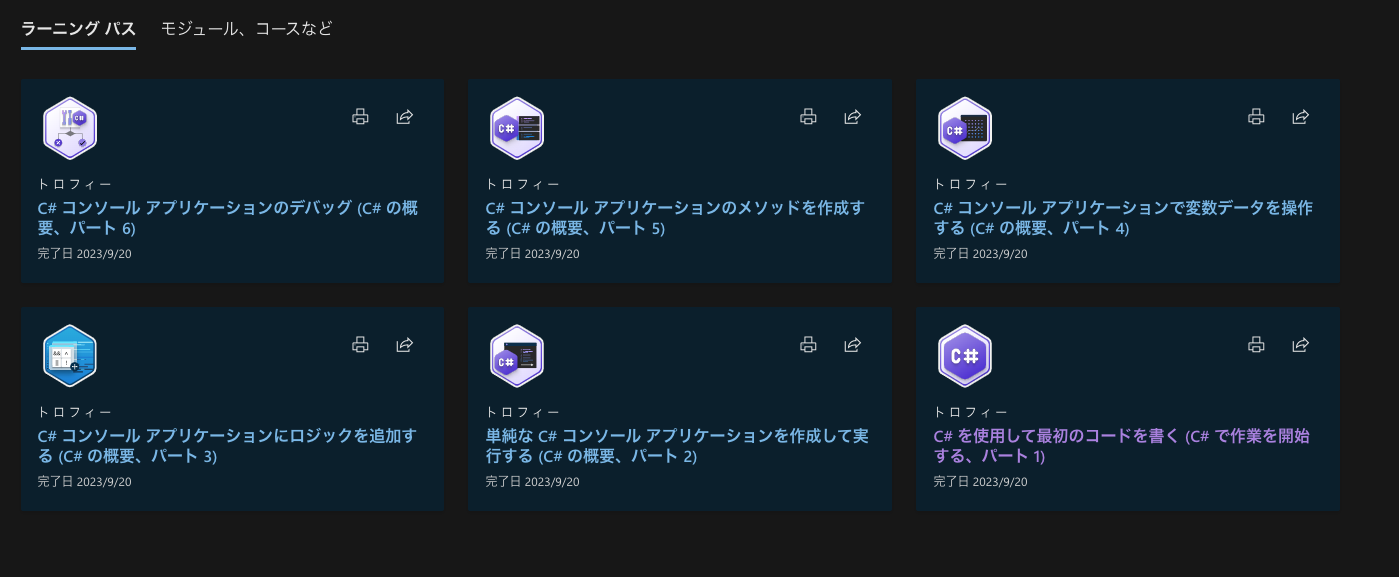 ラーニング パス モジュール、コースなど
トロフィー
C# コンソール アプリケーションのデバッグ (C# の概
要、パート 6)
完了日 2023/9/20
トロフィー
C# コンソール アプリケーションのメソッドを作成す
る (C# の概要、パート 5)
完了日 2023/9/20
トロフィー
C# コンソール アプリケーションで変数データを操作
する (C# の概要、パート 4)
完了日 2023/9/20
トロフィー
C# コンソール アプリケーションにロジックを追加す
る (C# の概要、パート 3)
完了日 2023/9/20
C#
トロフィー
単純な C# コンソール アプリケーションを作成して実
行する (C# の概要、パート 2)
完了日 2023/9/20
C#
トロフィー
C# を使用して最初のコードを書く (C# で作業を開始
する、パート 1)
完了日 2023/9/20